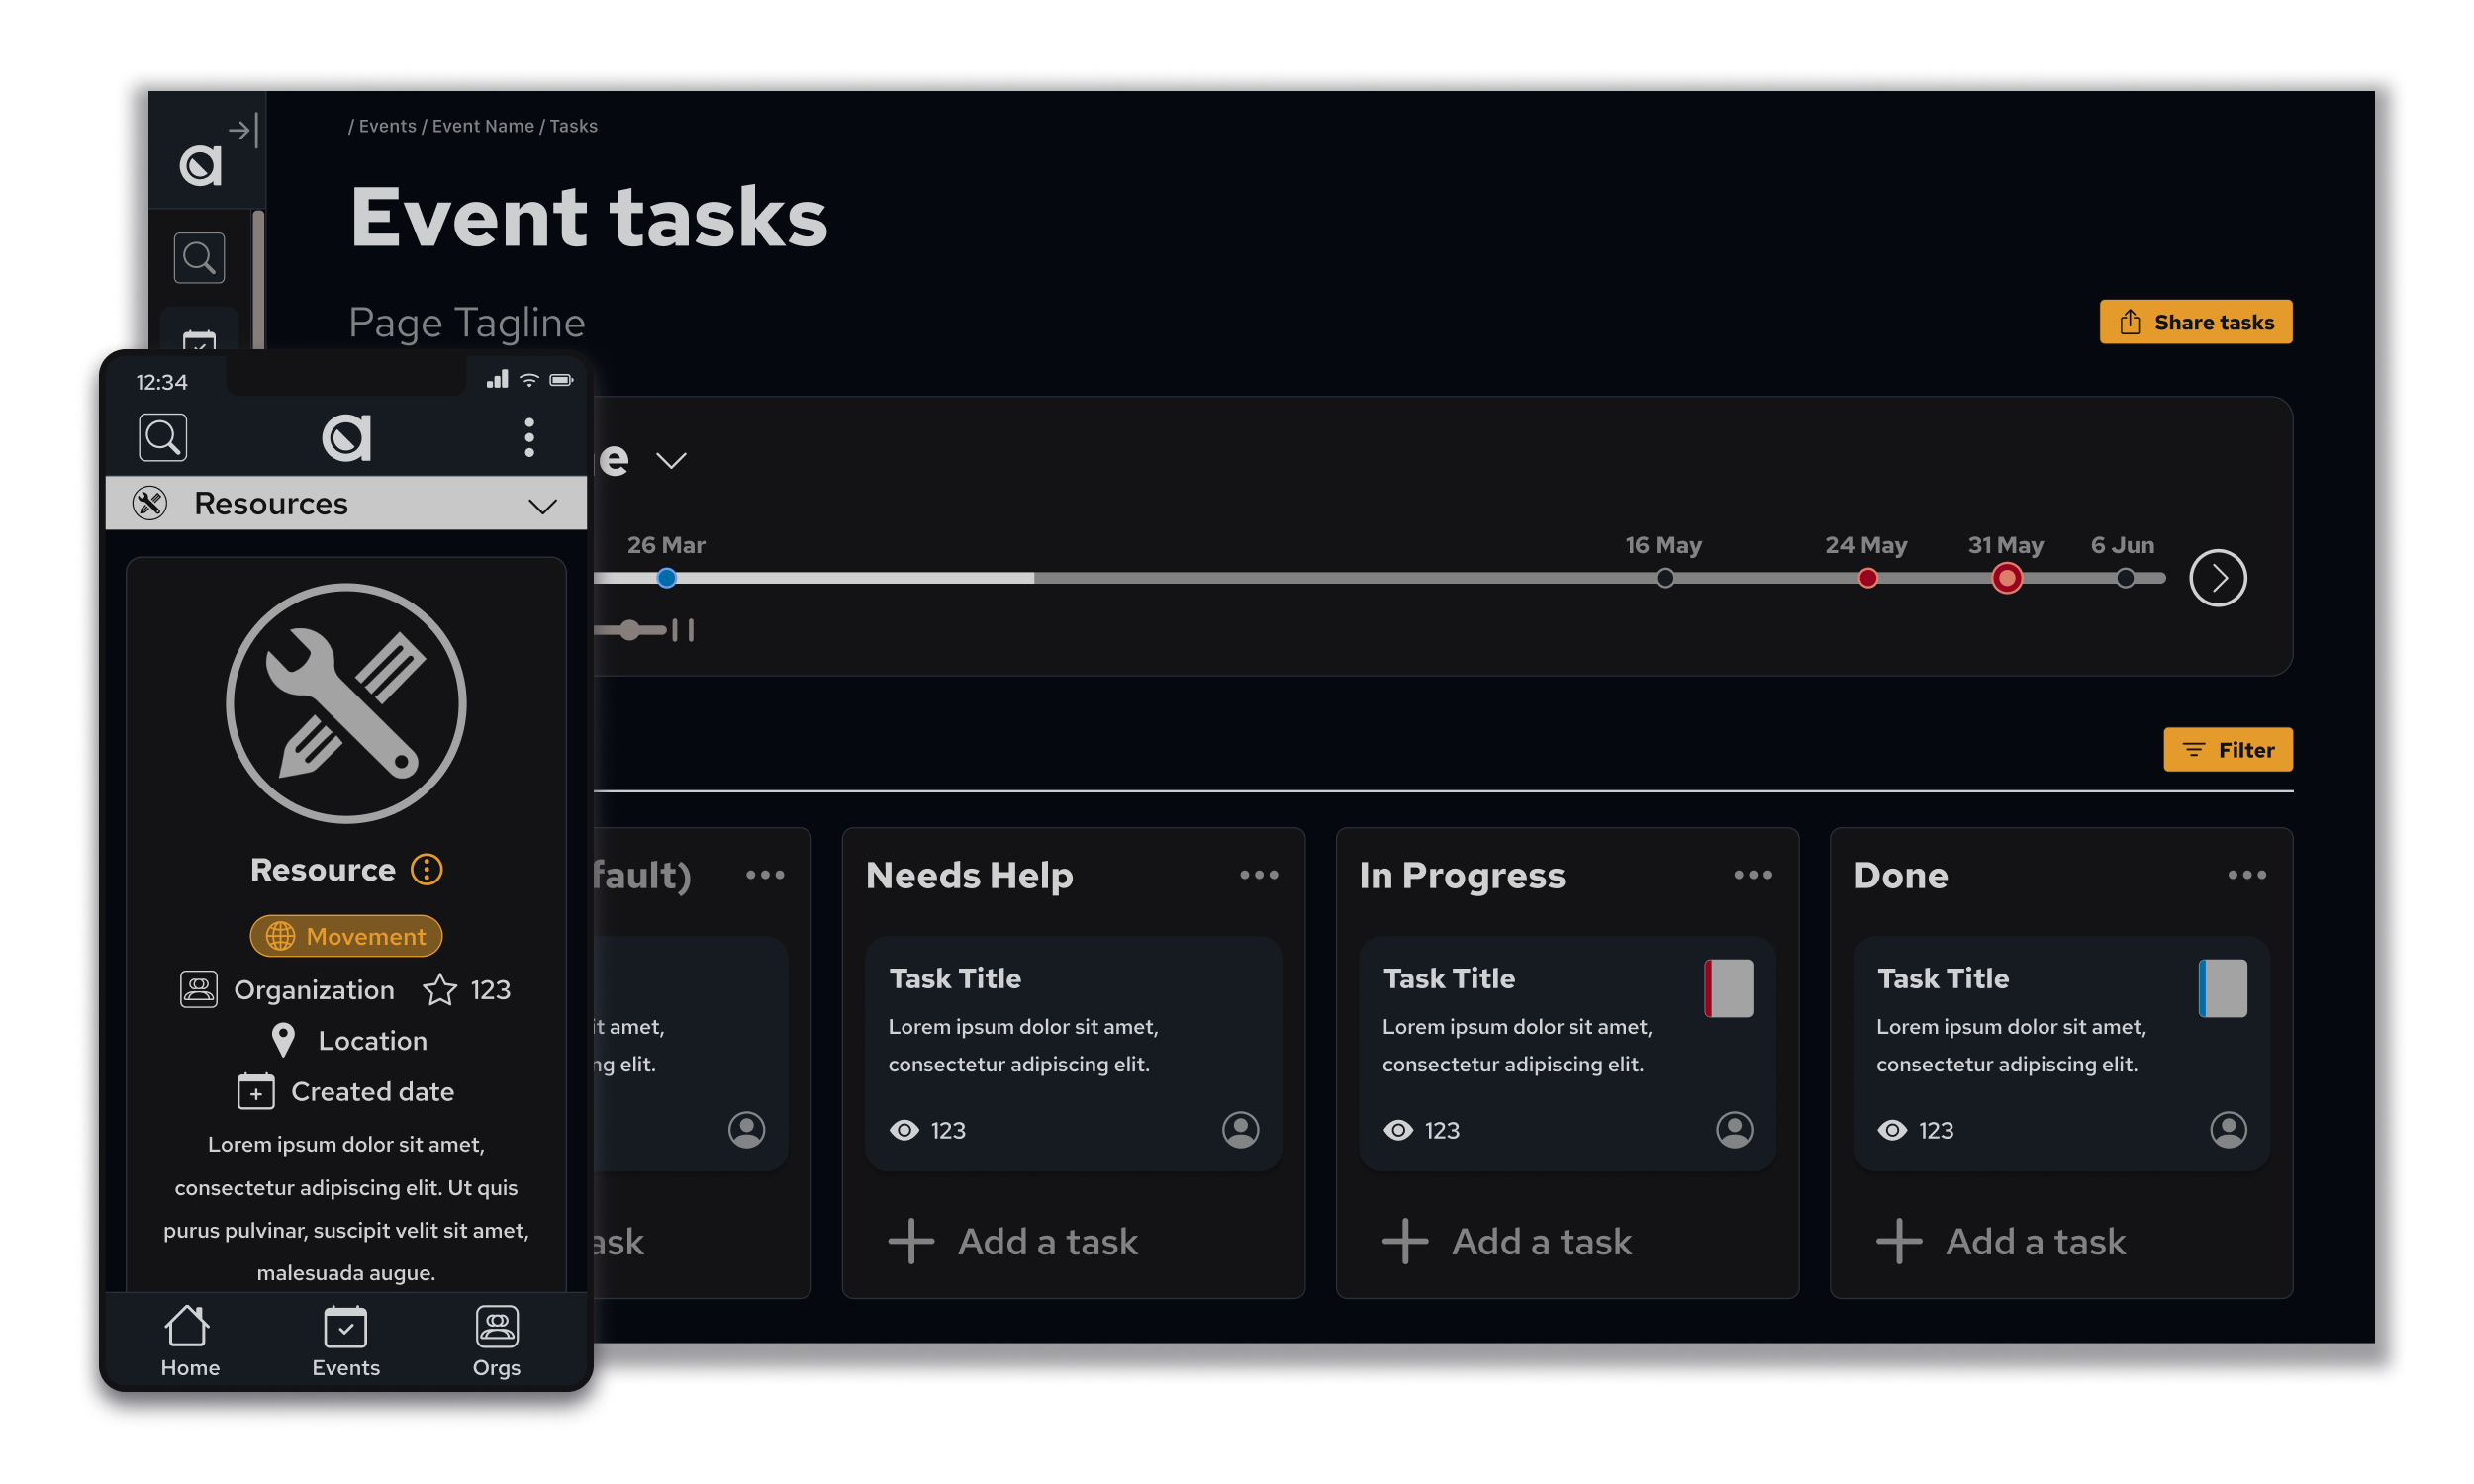 / Events / Event Name / Tasks
Event tasks
Page Tagline
Share tasks
26 Mar
16 May
24 May
31 May
6 Jun
Filter
Needs Help
In Progress
Done
Task Title
Lorem ipsum dolor sit amet,
consectetur adipiscing elit.
123
Add a task
Task Title
Lorem ipsum dolor sit amet,
consectetur adipiscing elit.
123
Add a task
Task Title
Lorem ipsum dolor sit amet,
consectetur adipiscing elit.
123
Add a task
amet,
elit.
12:34
Resources
Resource
Movement
Organization 123
Location
Created date
Lorem ipsum dolor sit amet,
consectetur adipiscing elit. Ut quis
purus pulvinar, suscipit velit sit amet,
malesuada augue.
Home
Events
Orgs